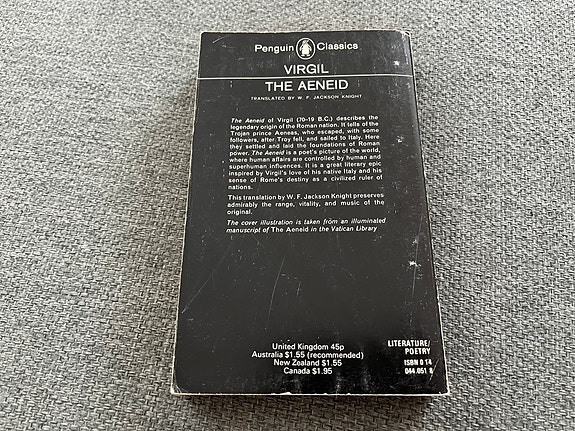 Penguin Classics
VIRGIL
THE AENEID
TRANSLATED BY W. F. JACKSON KNIGHT
The Aeneid of Virgil (70-19 B.C.) describes the
legendary origin of the Roman nation. It tells of the
Trojan prince Aeneas, who escaped, with some
followers, after Troy fell, and sailed to Italy. Here
they settled and laid the foundations of Roman
power. The Aeneid is a poet's picture of the world,
where human affairs are controlled by human and
superhuman influences. It is a great literary epic
inspired by Virgil's love of his native Italy and his
sense of Rome's destiny as a civilized ruler of
nations.
This translation by W. F. Jackson Knight preserves
admirably the range, vitality, and music of the
original.
The cover illustration is taken from an illuminated
manuscript of The Aeneid in the Vatican Library
United Kingdom 45p
Australia $1.55 (recommended)
New Zealand $1.55
Canada $1.95
LITERATURE/
POETRY
ISBN 0 14
044.051 8